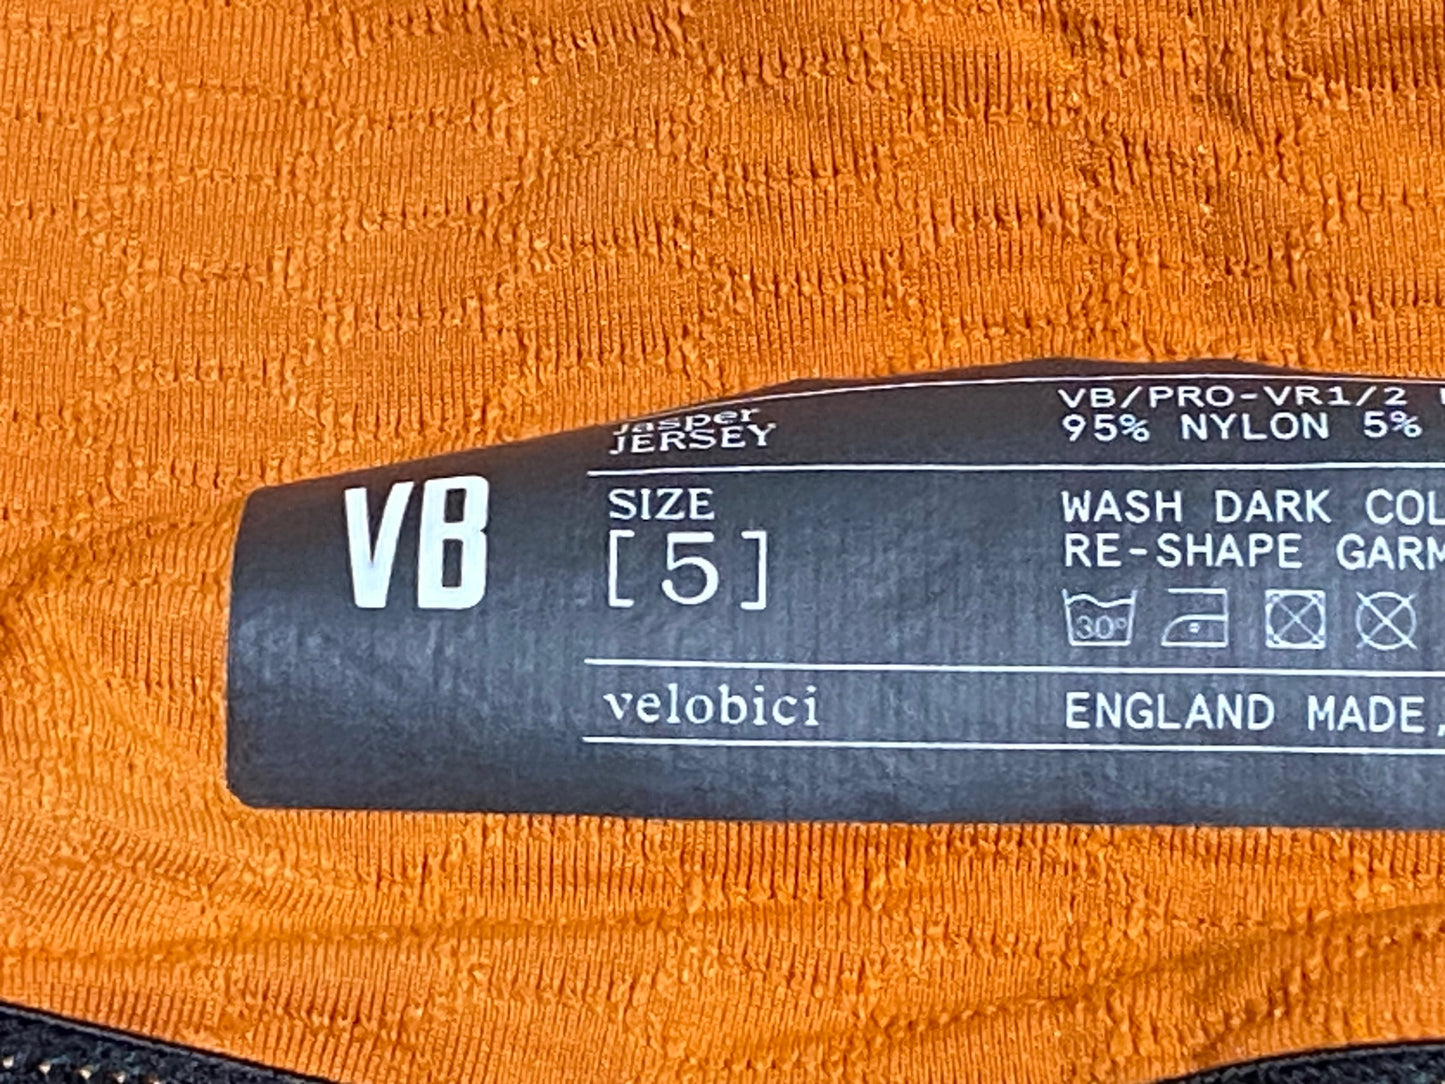 VB
Jasper
JERSEY
SIZE
[5]
velobici
VB/PRO-VR1/2
95% NYLON 5%
WASH DARK COL
RE-SHAPE GARM
30°
ENGLAND MADE,